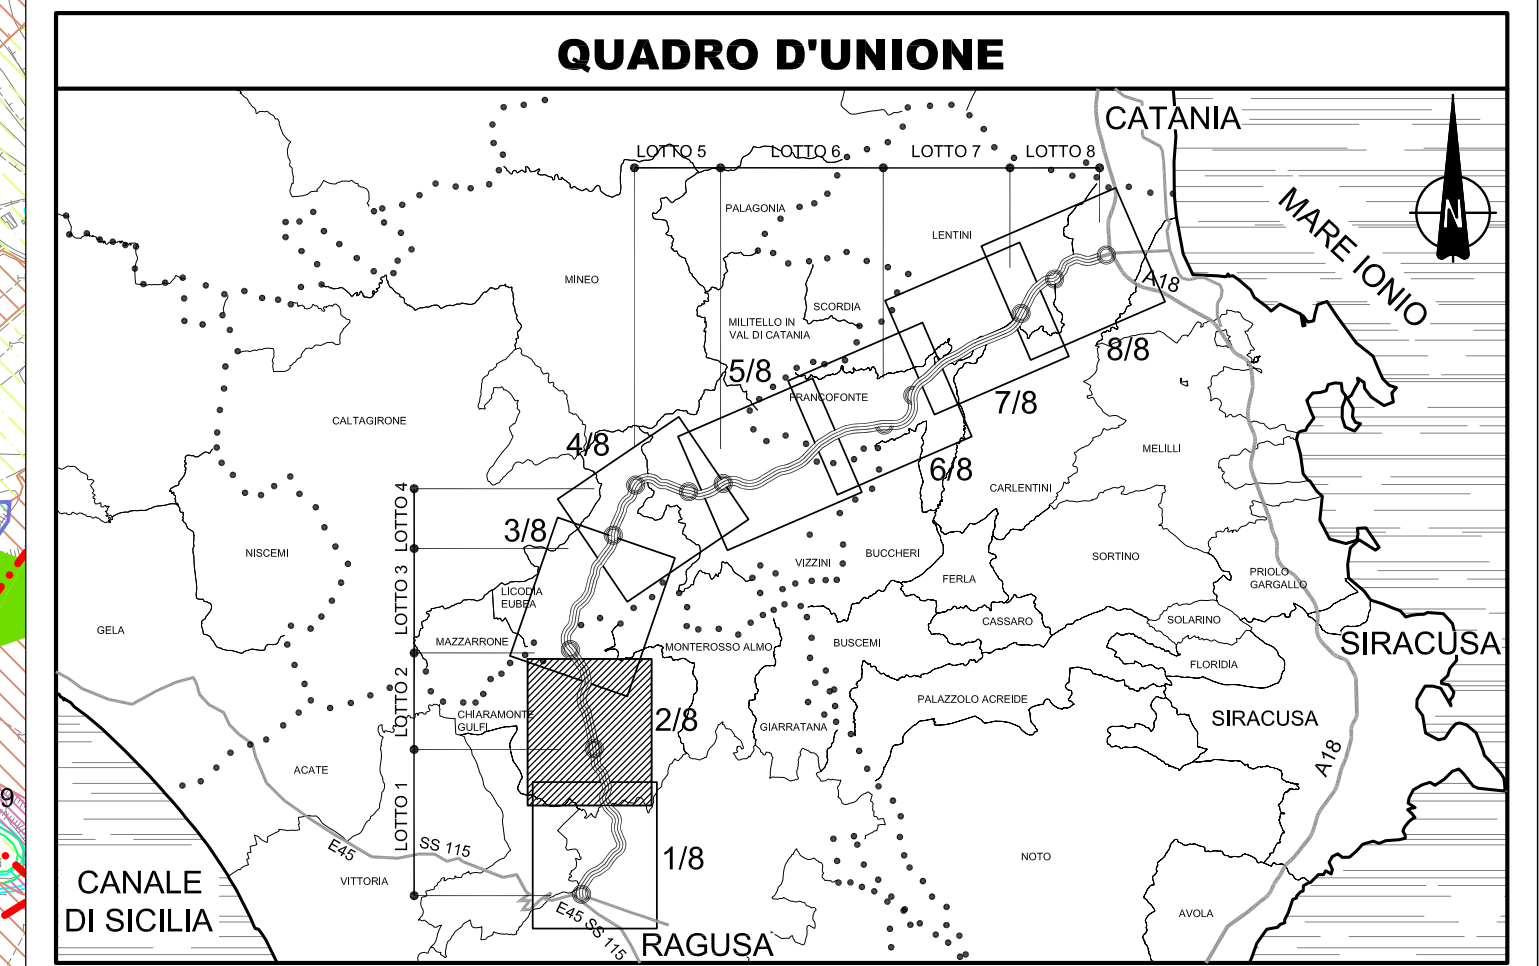 QUADRO D'UNIONE
CATANIA
LOTTO 5
LOTTO 6
LOTTO 7
LOTTO 8
N
MARE IONIO
PALAGONIA
LENTINI
MINEO
A18
SCORDIA
MILITELLO IN
VAL DI CATANIA
8/8
5/8
FRANCOFONTE
7/8
CALTAGIRONE
4/8
MELILLI
6/8
CARLENTINI
LOTTO 4
3/8
NISCEMI
BUCCHERI
SORTINO
VIZZINI
FERLA
PRIOLO
GARGALLO
LOTTO 3
LICODIA
EUBEA
GELA
MAZZARRONE
CASSARO
SOLARINO
MONTEROSSO ALMO
BUSCEMI
SIRACUSA
FLORIDIA
LOTTO 2
PALAZZOLO ACREIDE
CHIARAMONTE
GULFI
2/8
GIARRATANA
SIRACUSA
A18
ACATE
9
LOTTO 1
E45
SS 115
1/8
NOTO
VITTORIA
CANALE
DI SICILIA
E45 SS 115
AVOLA
RAGUSA